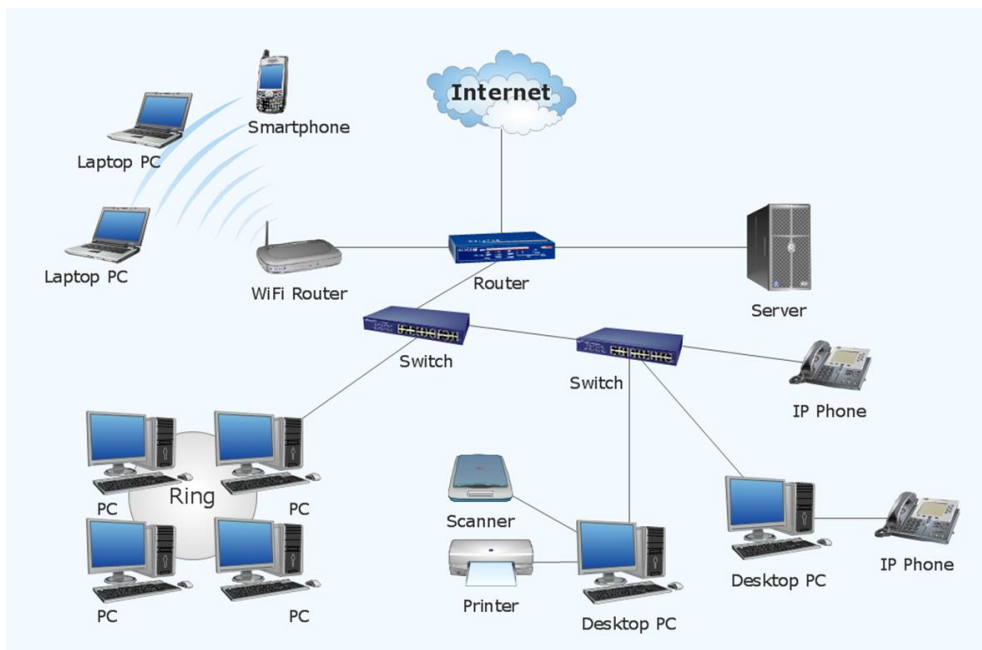 Internet
Smartphone
Laptop PC
Laptop PC
WiFi Router
Router
Server
Switch
Switch
IP Phone
Ring
PC
PC
Scanner
IP Phone
Desktop PC
Printer
PC
PC
Desktop PC